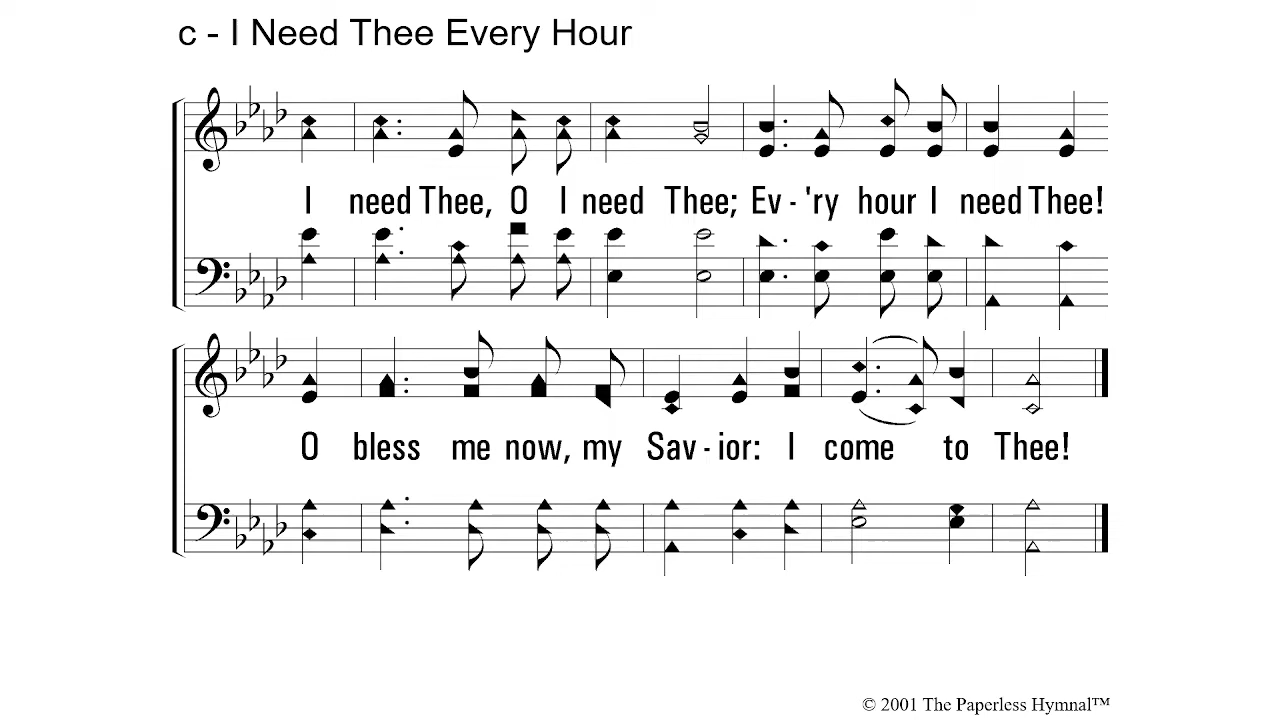 c - I Need Thee Every Hour
I need Thee, O I need Thee; Ev - 'ry hour I need Thee!
O bless me now, my Sav - ior: I come to Thee!
© 2001 The Paperless Hymnal™